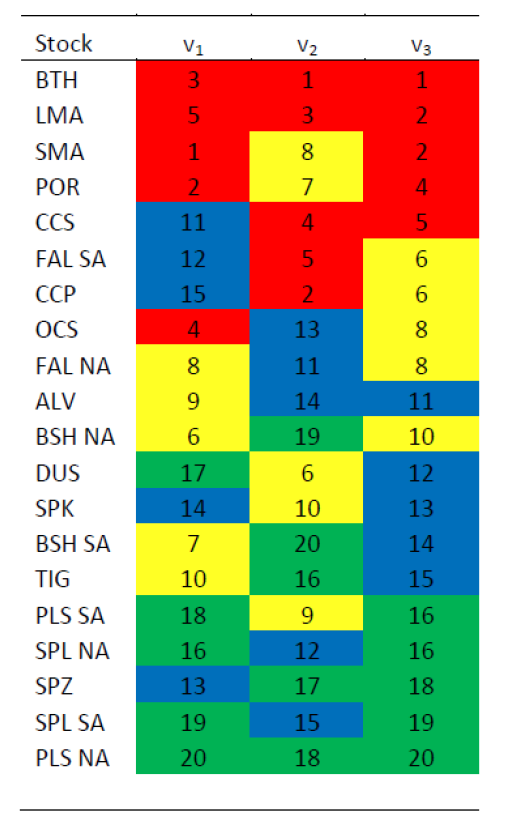 Stock v₁ v₂ v₃
BTH 3 1 1
LMA 5 3 2
SMA 1 8 2
POR 2 7 4
CCS 11 4 5
FAL SA 12 5 6
CCP 15 2 6
OCS 4 13 8
FAL NA 8 11 8
ALV 9 14 11
BSH NA 6 19 10
DUS 17 6 12
SPK 14 10 13
BSH SA 7 20 14
TIG 10 16 15
PLS SA 18 9 16
SPL NA 16 12 16
SPZ 13 17 18
SPL SA 19 15 19
PLS NA 20 18 20